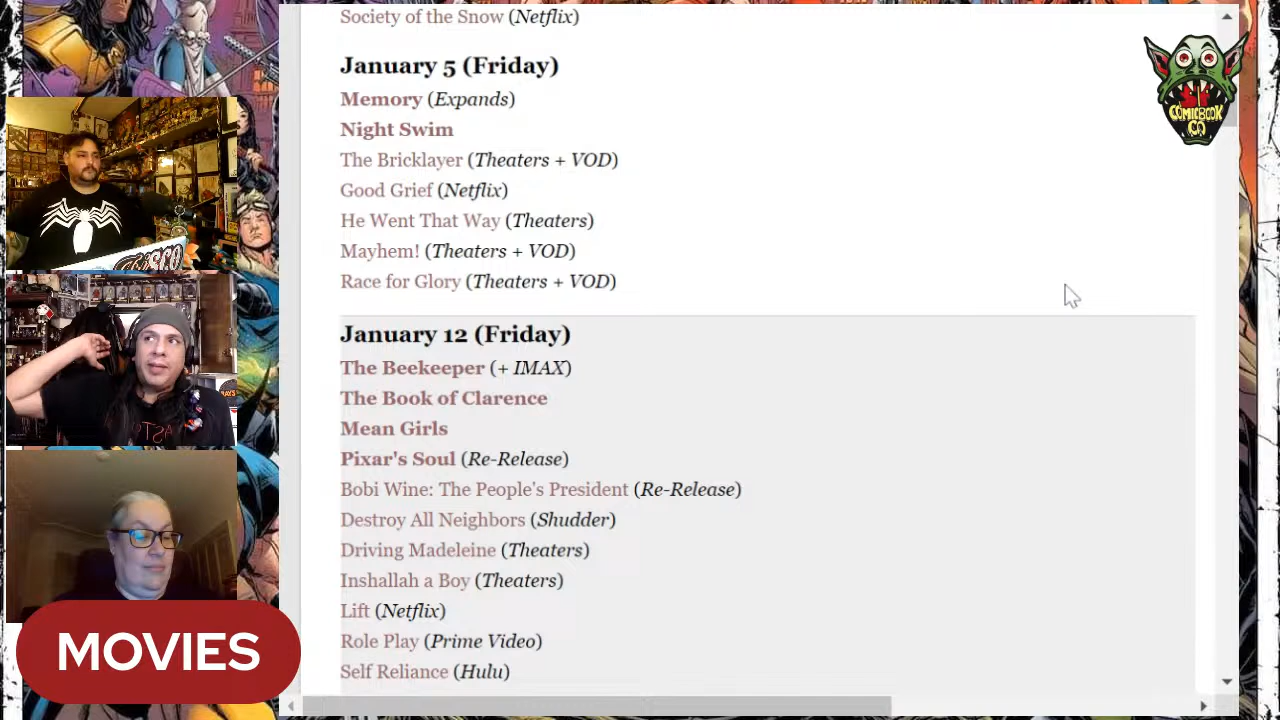 Society of the Snow (Netflix)
January 5 (Friday)
Memory (Expands)
Night Swim
The Bricklayer (Theaters + VOD)
Good Grief (Netflix)
He Went That Way (Theaters)
Mayhem! (Theaters + VOD)
Race for Glory (Theaters + VOD)
January 12 (Friday)
The Beekeeper (+ IMAX)
The Book of Clarence
Mean Girls
Pixar's Soul (Re-Release)
Bobi Wine: The People's President (Re-Release)
Destroy All Neighbors (Shudder)
Driving Madeleine (Theaters)
Inshallah a Boy (Theaters)
Lift (Netflix)
Role Play (Prime Video)
Self Reliance (Hulu)
COMICBOOK
CO
MOVIES